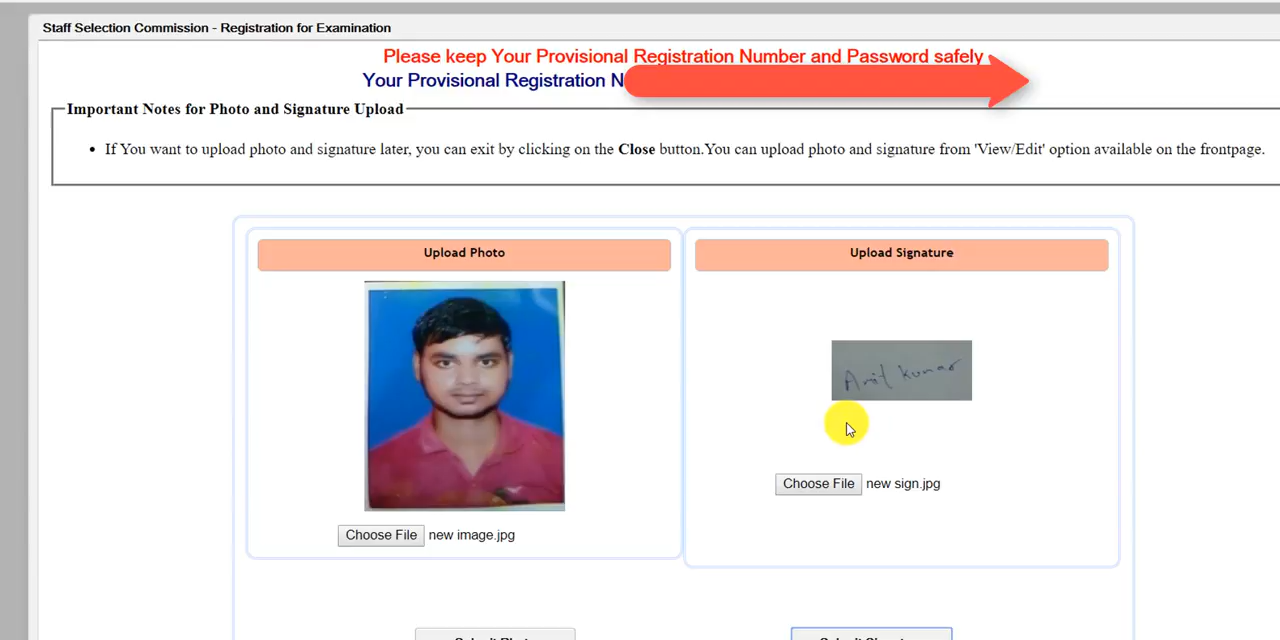 Staff Selection Commission - Registration for Examination
Please keep Your Provisional Registration Number and Password safely
Your Provisional Registration N
Important Notes for Photo and Signature Upload
• If You want to upload photo and signature later, you can exit by clicking on the Close button.You can upload photo and signature from 'View/Edit' option available on the frontpage.
Upload Photo
Upload Signature
Amit Kumar
Choose File new sign.jpg
Choose File new image.jpg